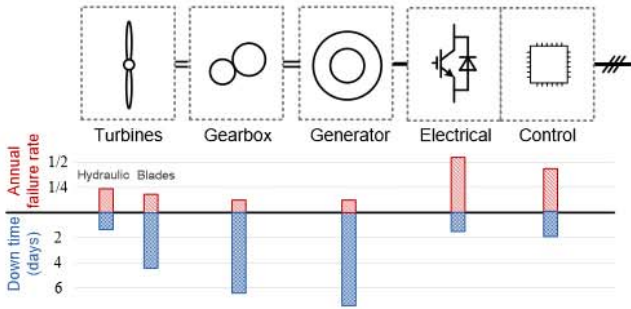 Turbines Gearbox Generator Electrical Control
Annual
failure rate
1/2
1/4
Hydraulic Blades
Down time
(days)
2
4
6